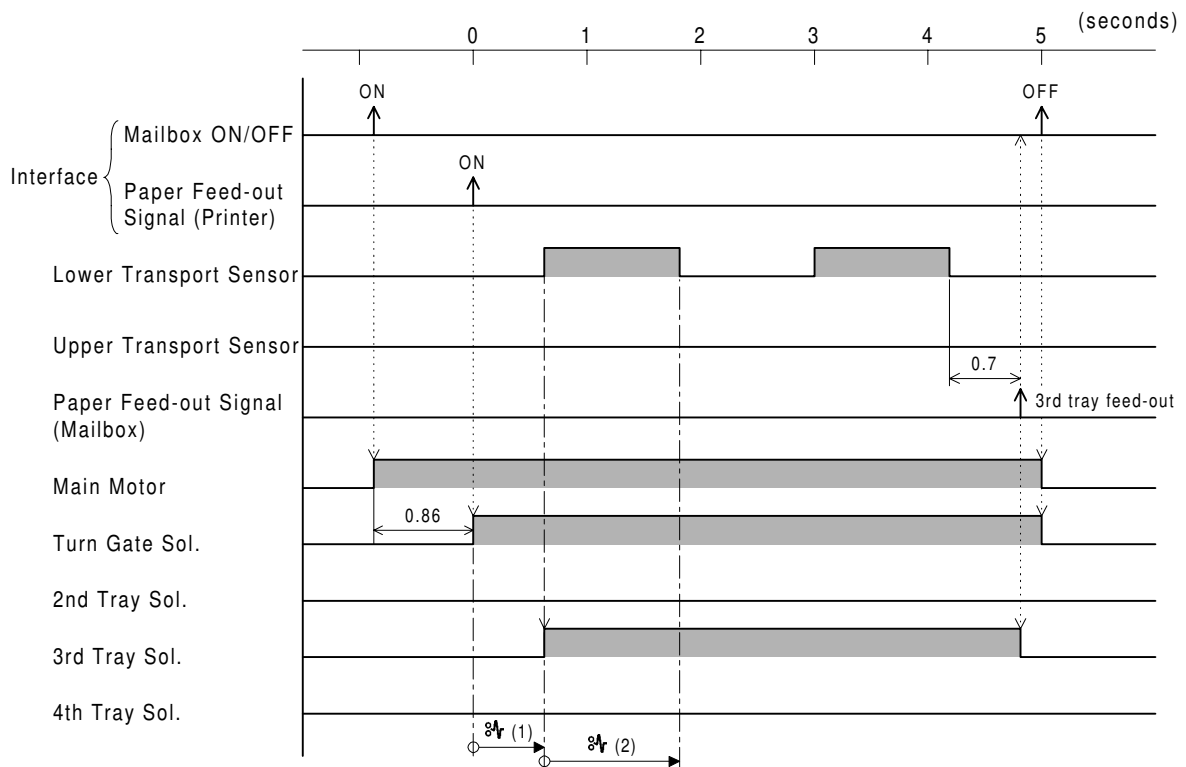 (seconds)
0 1 2 3 4 5
ON
OFF
Mailbox ON/OFF
Interface
ON
Paper Feed-out
Signal (Printer)
Lower Transport Sensor
Upper Transport Sensor
0.7
Paper Feed-out Signal
(Mailbox)
3rd tray feed-out
Main Motor
0.86
Turn Gate Sol.
2nd Tray Sol.
3rd Tray Sol.
4th Tray Sol.
(1)
(2)